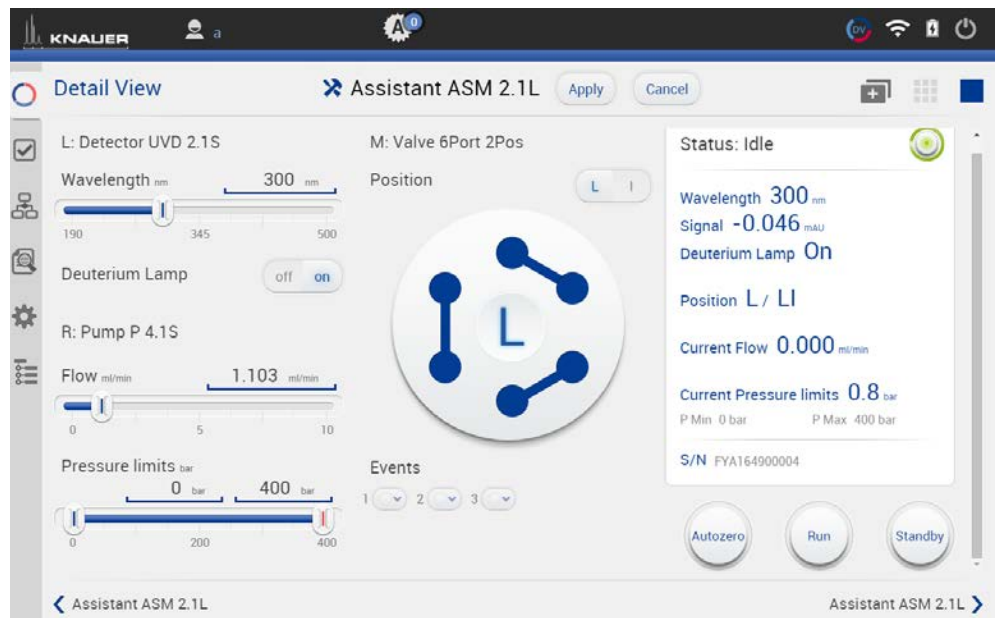 KNAUER
a
A 0
DV
Detail View
Assistant ASM 2.1L
Apply
Cancel
L: Detector UVD 2.1S
Wavelength nm
300 nm
190 345 500
Deuterium Lamp
off on
R: Pump P 4.1S
Flow ml/min
1.103 ml/min
0 5 10
Pressure limits bar
0 bar 400 bar
0 200 400
M: Valve 6Port 2Pos
Position
L I
L
Events
1 2 3
Status: Idle
Wavelength 300 nm
Signal -0.046 mAU
Deuterium Lamp On
Position L / LI
Current Flow 0.000 ml/min
Current Pressure limits 0.8 bar
P Min 0 bar P Max 400 bar
S/N FYA164900004
Autozero
Run
Standby
Assistant ASM 2.1L
Assistant ASM 2.1L